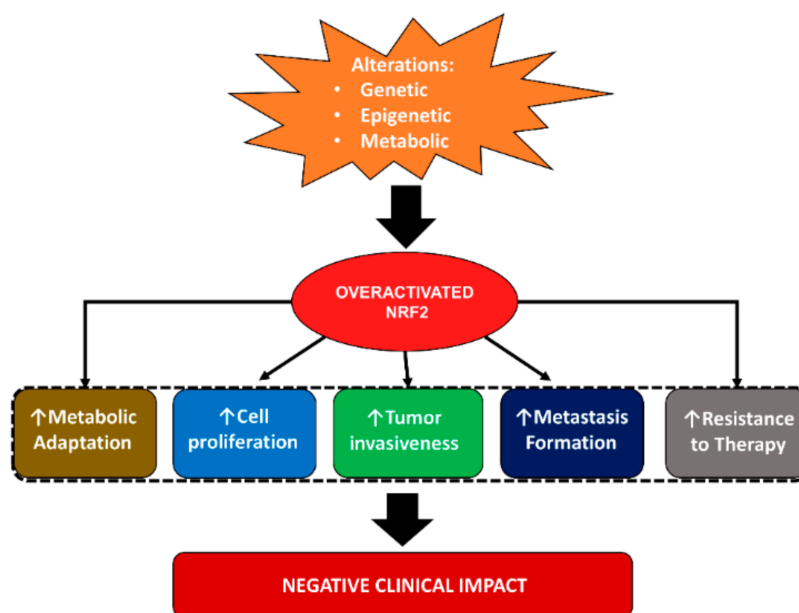 Alterations:
• Genetic
• Epigenetic
• Metabolic
OVERACTIVATED
NRF2
↑Metabolic
Adaptation
↑Cell
proliferation
↑Tumor
invasiveness
↑Metastasis
Formation
↑Resistance
to Therapy
NEGATIVE CLINICAL IMPACT